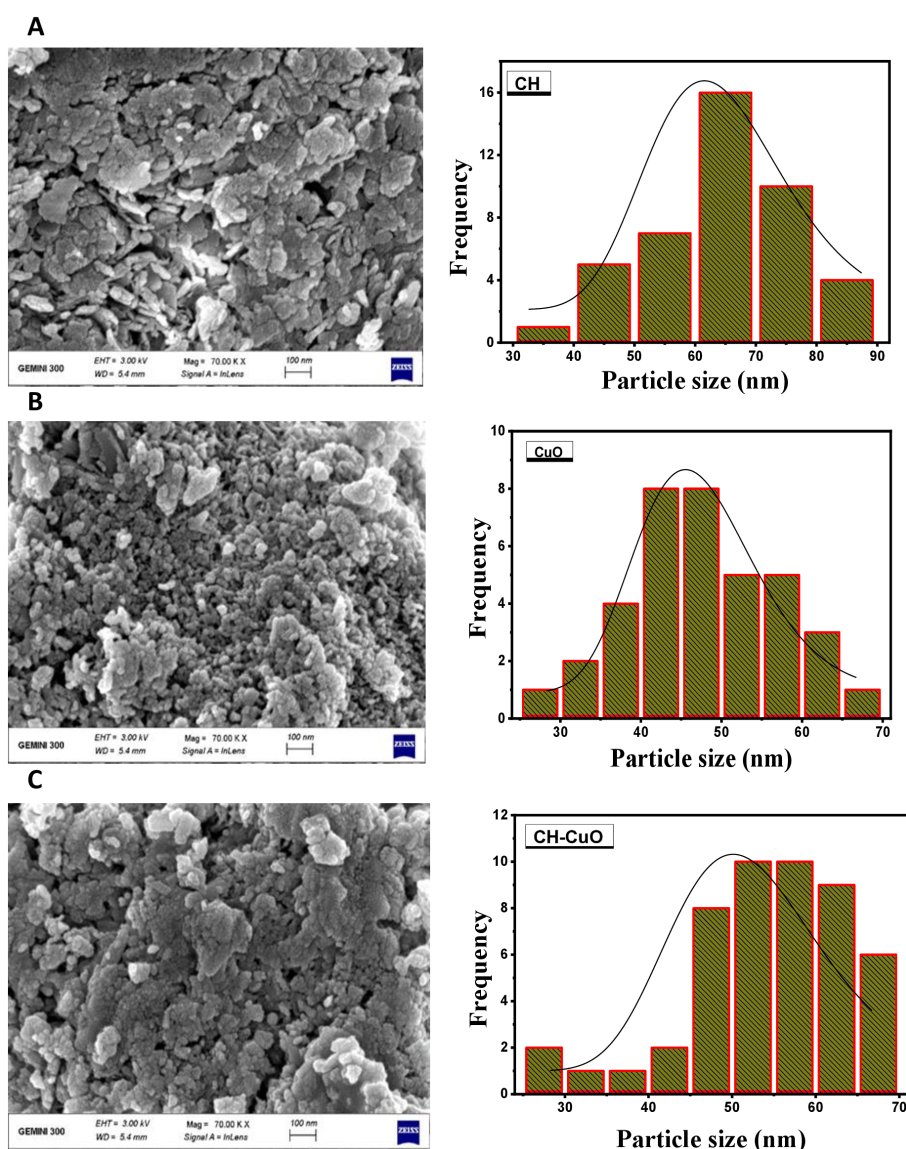 A
GEMINI 300
EHT = 3.00 kV
WD = 5.4 mm
Mag = 70.00 K X
Signal A = InLens
100 nm
ZEISS
CH
Frequency
16
12
8
4
0
30 40 50 60 70 80 90
Particle size (nm)
B
GEMINI 300
EHT = 3.00 kV
WD = 5.4 mm
Mag = 70.00 K X
Signal A = InLens
100 nm
ZEISS
CuO
Frequency
10
8
6
4
2
0
30 40 50 60 70
Particle size (nm)
C
GEMINI 300
EHT = 3.00 kV
WD = 5.4 mm
Mag = 70.00 K X
Signal A = InLens
100 nm
ZEISS
CH-CuO
Frequency
12
10
8
6
4
2
0
30 40 50 60 70
Particle size (nm)